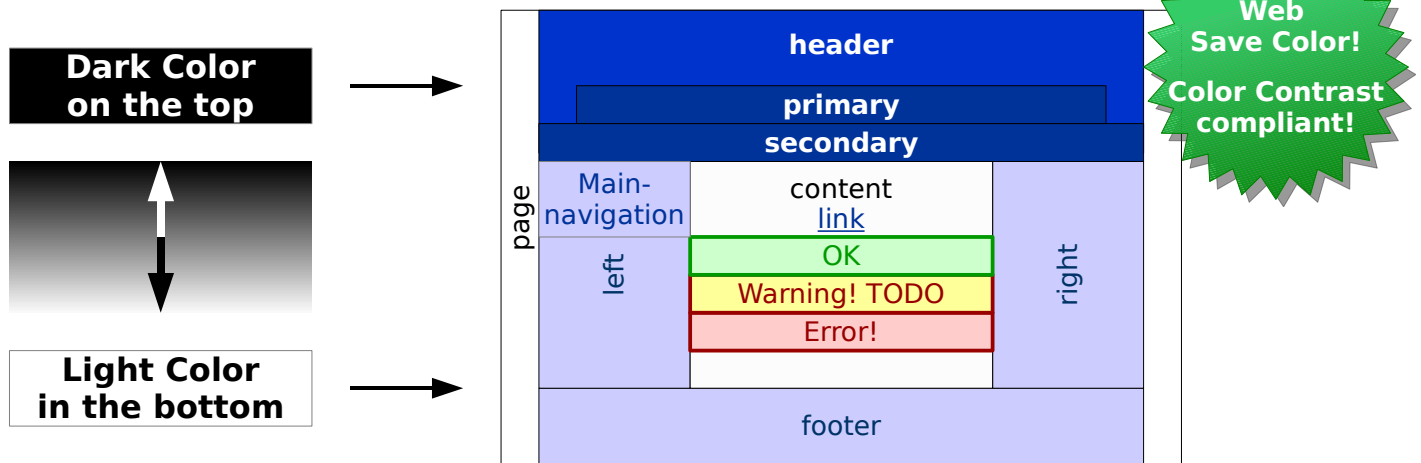 Dark Color
on the top
Light Color
in the bottom
page
header
primary
secondary
Main-
navigation
left
content
link
OK
Warning! TODO
Error!
right
footer
Web
Save Color!
Color Contrast
compliant!